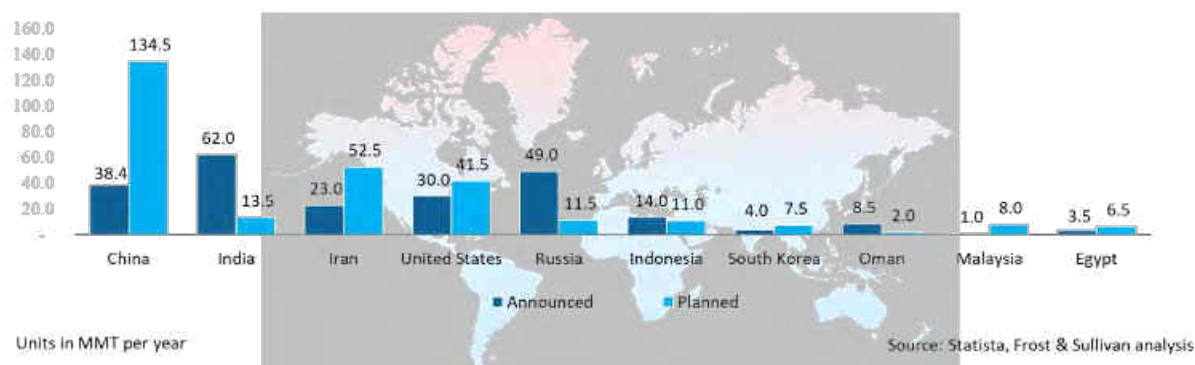 160.0
140.0
120.0
100.0
80.0
60.0
40.0
20.0
-
38.4 134.5 62.0 13.5 23.0 52.5 30.0 41.5 49.0 11.5 14.0 11.0 4.0 7.5 8.5 2.0 1.0 8.0 3.5 6.5
China India Iran United States Russia Indonesia South Korea Oman Malaysia Egypt
Announced Planned
Units in MMT per year Source: Statista, Frost & Sullivan analysis